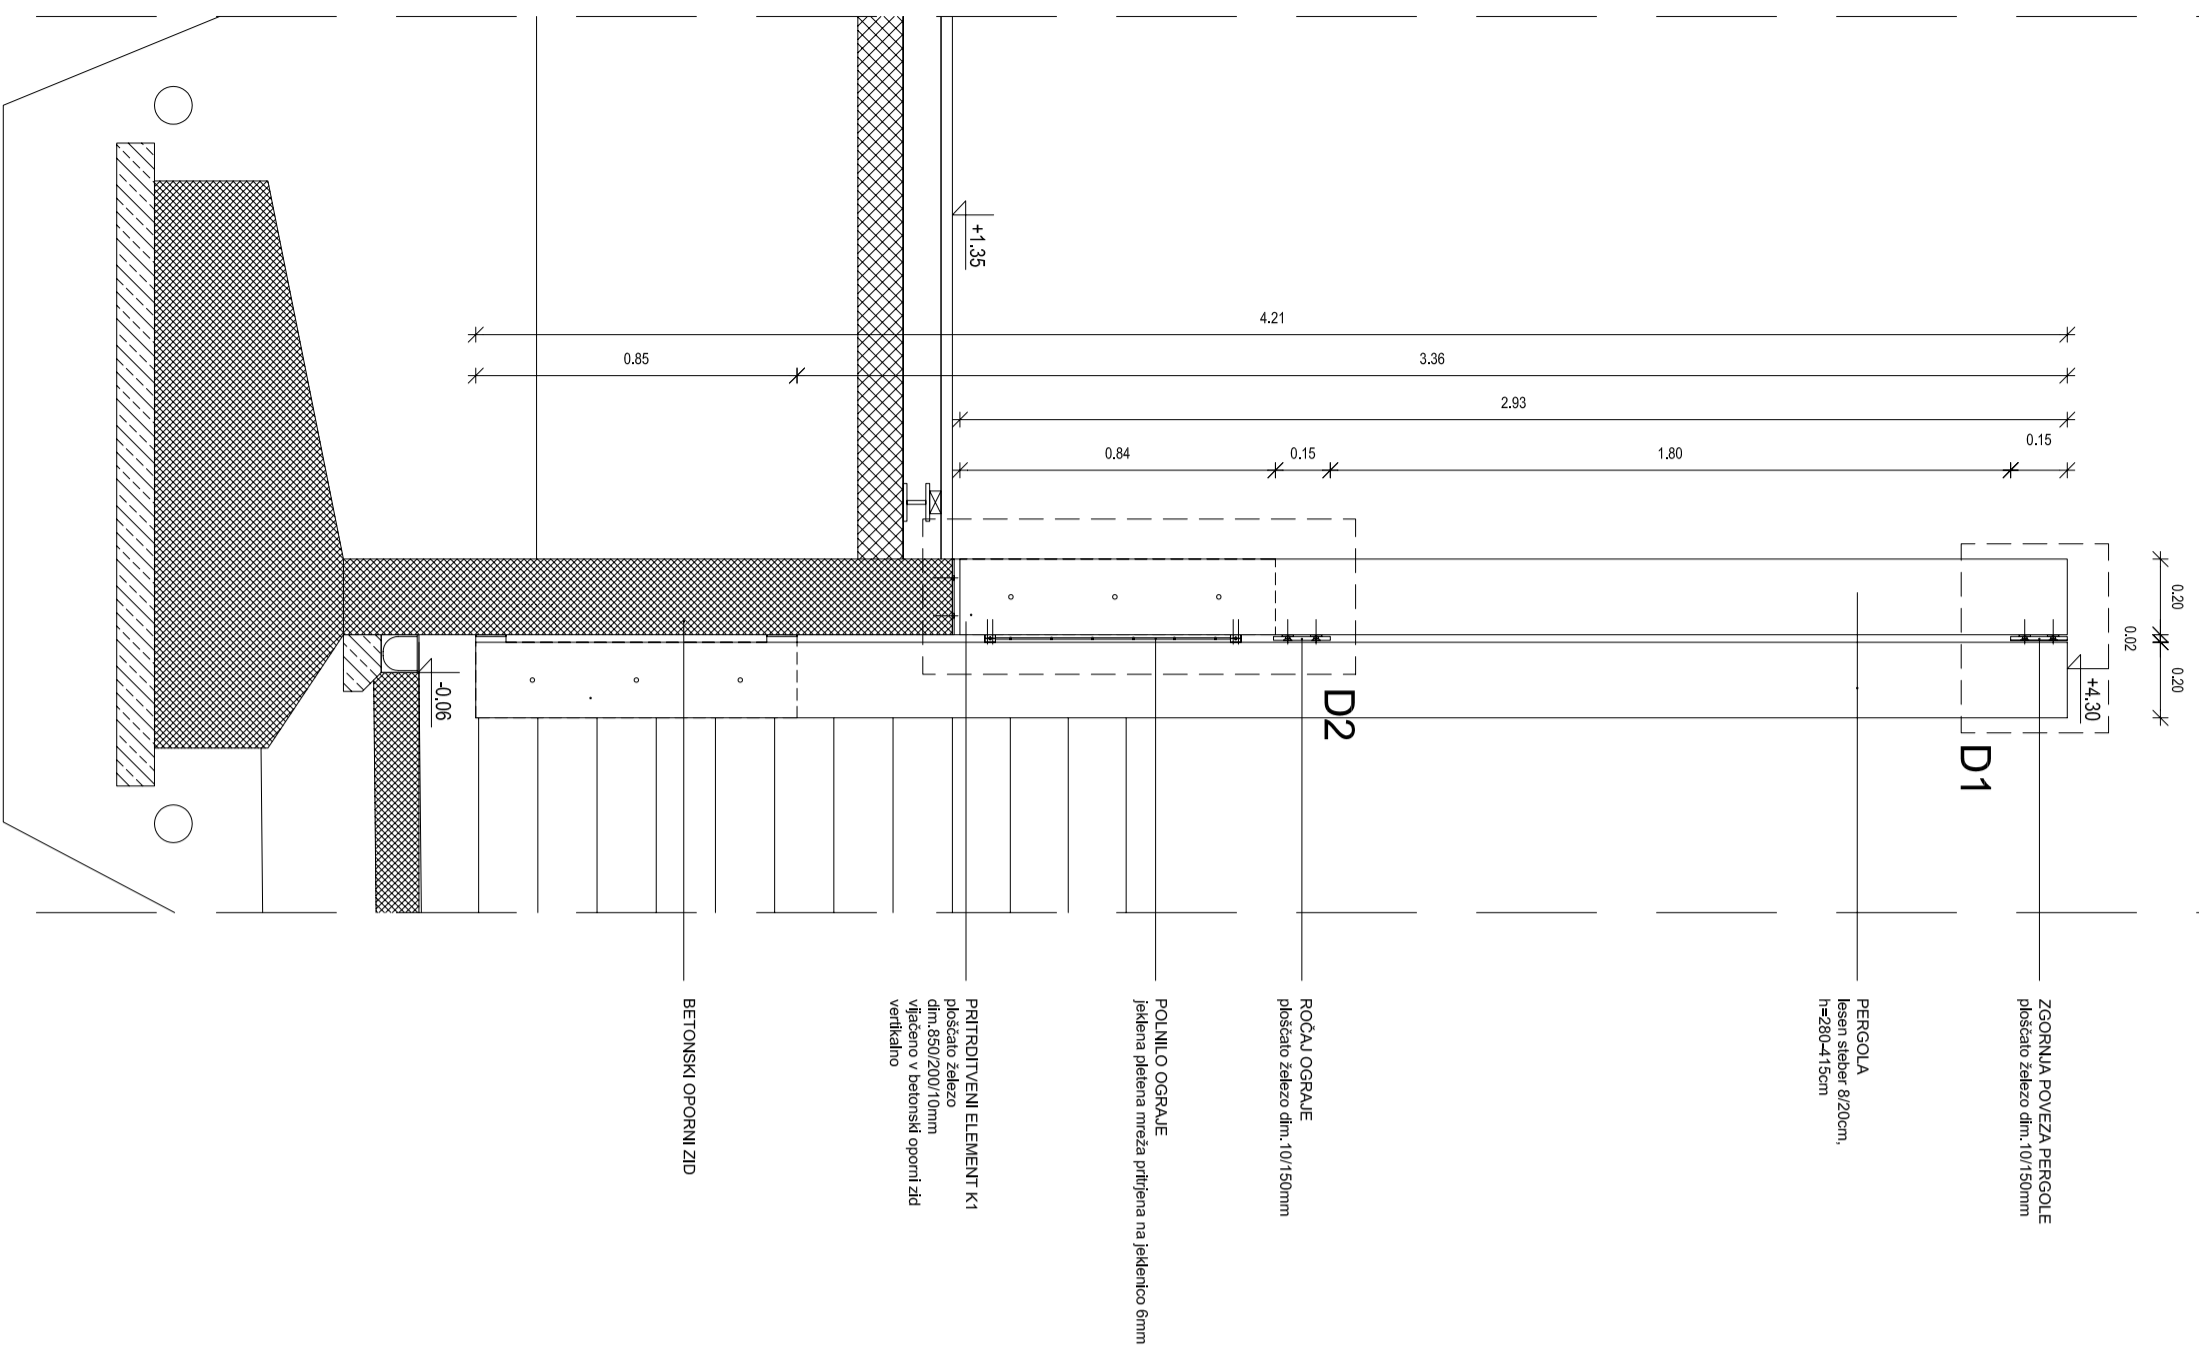 ZGORNJA POVEZA PERGOLE
ploščato železo dim.10/150mm
PERGOLA
lesen steber 8/20cm,
h=280-415cm
ROČAJ OGRAJE
ploščato železo dim.10/150mm
POLNILO OGRAJE
jeklena pletena mreža pritrjena na jeklenico 6mm
PRITRDITVENI ELEMENT K1
ploščato železo
dim.850/200/10mm
vijačeno v betonski oporni zid
vertikalno
BETONSKI OPORNI ZID
D1
D2
+4.30
+1.35
-0.06
0.20
0.02
0.20
4.21
0.85
3.36
2.93
0.84
0.15
1.80
0.15